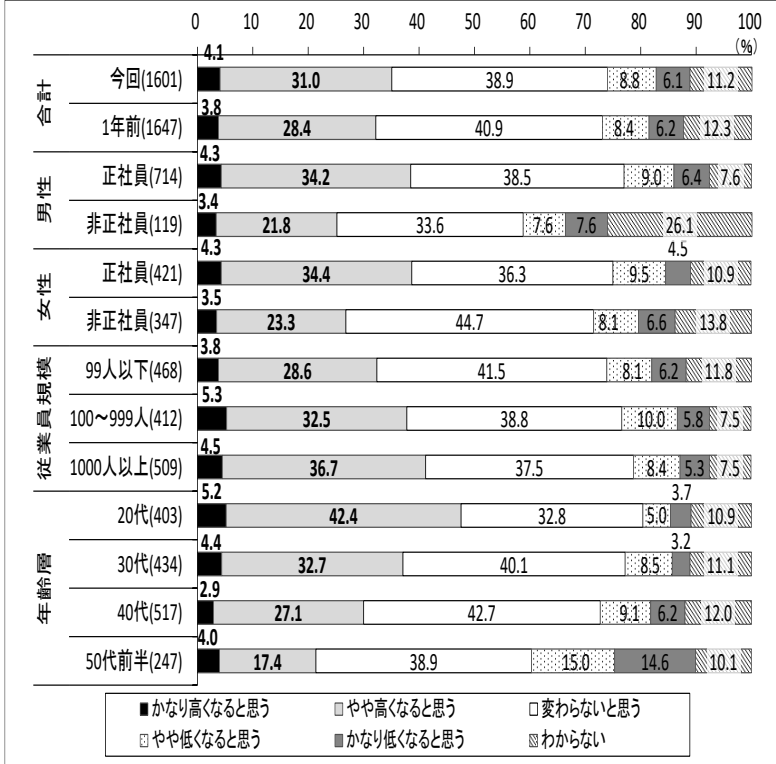 0 10 20 30 40 50 60 70 80 90 100
(%)
合計
今回(1601) 4.1 31.0 38.9 8.8 6.1 11.2
1年前(1647) 3.8 28.4 40.9 8.4 6.2 12.3
男性
正社員(714) 4.3 34.2 38.5 9.0 6.4 7.6
非正社員(119) 3.4 21.8 33.6 7.6 7.6 26.1
女性
正社員(421) 4.3 34.4 36.3 9.5 4.5 10.9
非正社員(347) 3.5 23.3 44.7 8.1 6.6 13.8
従業員規模
99人以下(468) 3.8 28.6 41.5 8.1 6.2 11.8
100～999人(412) 5.3 32.5 38.8 10.0 5.8 7.5
1000人以上(509) 4.5 36.7 37.5 8.4 5.3 7.5
年齢層
20代(403) 5.2 42.4 32.8 5.0 3.7 10.9
30代(434) 4.4 32.7 40.1 8.5 3.2 11.1
40代(517) 2.9 27.1 42.7 9.1 6.2 12.0
50代前半(247) 4.0 17.4 38.9 15.0 14.6 10.1
かなり高くなると思う やや高くなると思う 変わらないと思う
やや低くなると思う かなり低くなると思う わからない